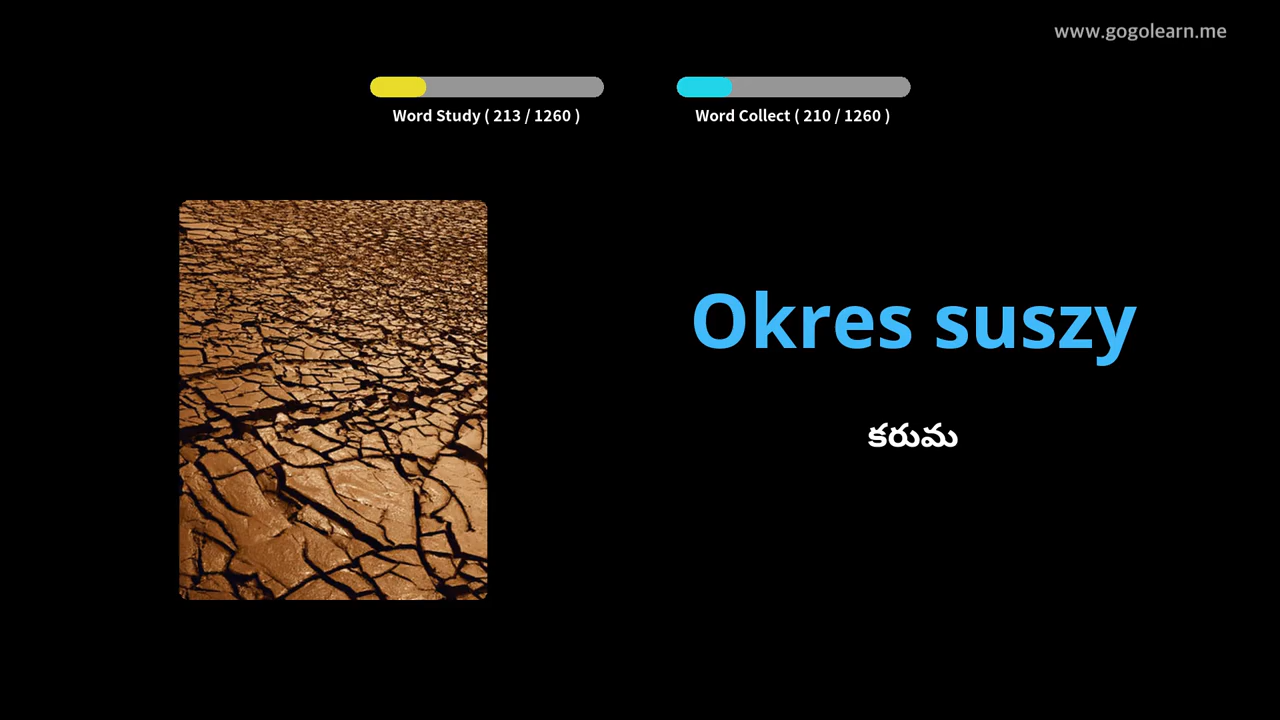 www.gogolearn.me
Word Study ( 213 / 1260 )
Word Collect ( 210 / 1260 )
Okres suszy
కరువు